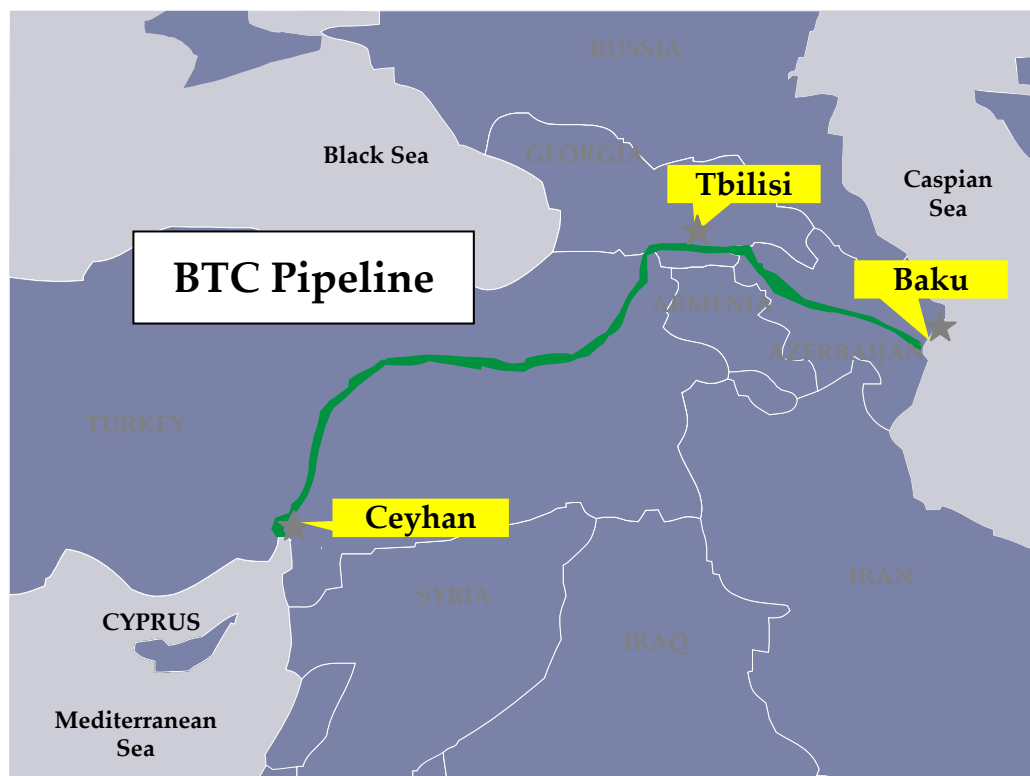 RUSSIA
Black Sea
GEORGIA
Tbilisi
Caspian
Sea
BTC Pipeline
Baku
ARMENIA
AZERBAIJAN
TURKEY
Ceyhan
IRAN
SYRIA
CYPRUS
IRAQ
Mediterranean
Sea